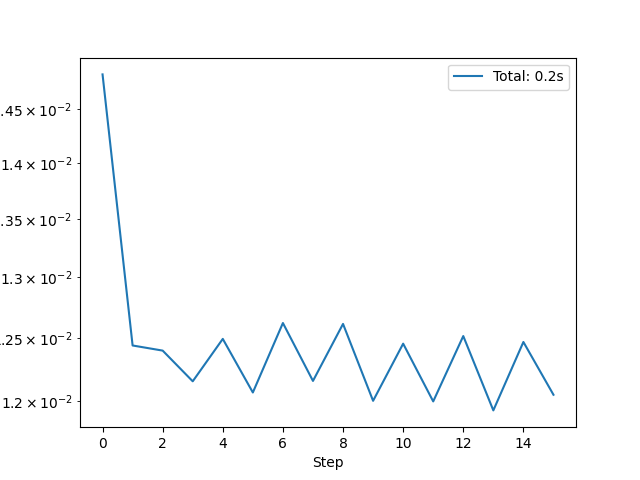 Total: 0.2s
.45 × 10⁻²
1.4 × 10⁻²
.35 × 10⁻²
1.3 × 10⁻²
.25 × 10⁻²
1.2 × 10⁻²
0 2 4 6 8 10 12 14
Step